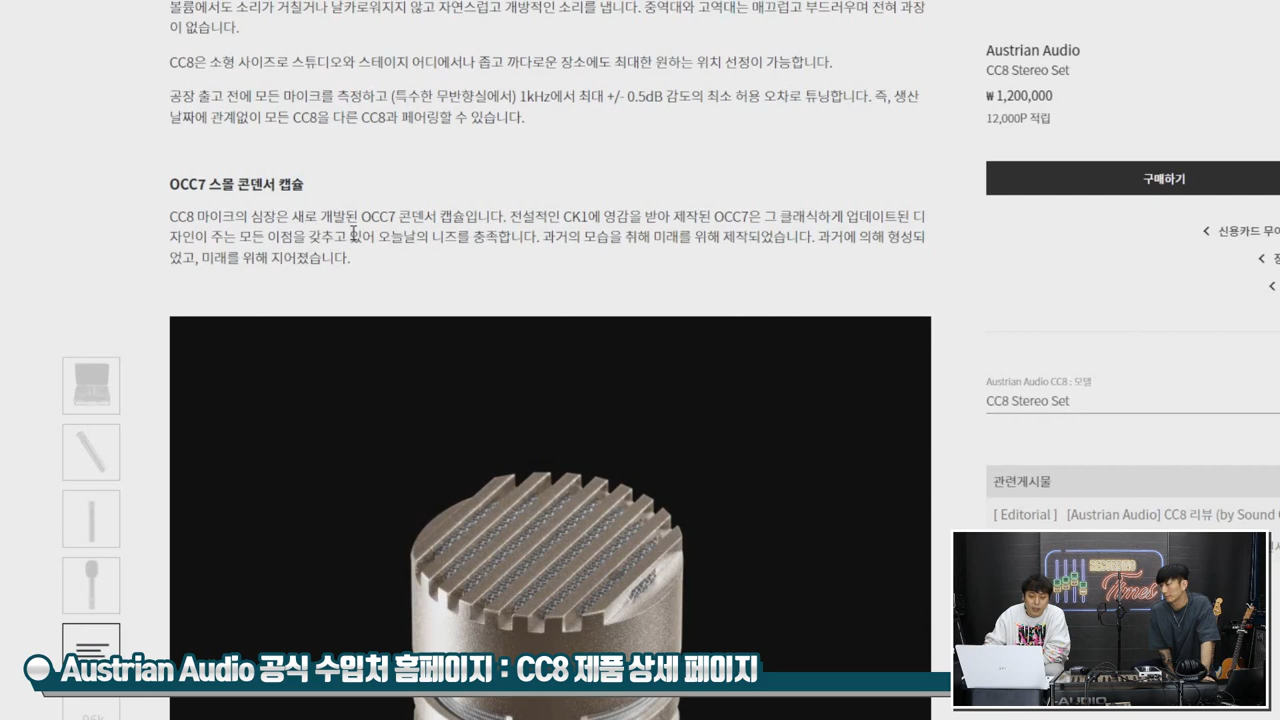 볼륨에서도 소리가 거칠거나 날카로워지지 않고 자연스럽고 개방적인 소리를 냅니다. 중역대와 고역대는 매끄럽고 부드러우며 전혀 과장
이 없습니다.
CC8은 소형 사이즈로 스튜디오와 스테이지 어디에서나 좁고 까다로운 장소에도 최대한 원하는 위치 선정이 가능합니다.
공장 출고 전에 모든 마이크를 측정하고 (특수한 무반향실에서) 1kHz에서 최대 +/- 0.5dB 감도의 최소 허용 오차로 튜닝합니다. 즉, 생산
날짜에 관계없이 모든 CC8을 다른 CC8과 페어링할 수 있습니다.
OCC7 스몰 콘덴서 캡슐
CC8 마이크의 심장은 새로 개발된 OCC7 콘덴서 캡슐입니다. 전설적인 CK1에 영감을 받아 제작된 OCC7은 그 클래식하게 업데이트된 디
자인이 주는 모든 이점을 갖추고 있어 오늘날의 니즈를 충족합니다. 과거의 모습을 취해 미래를 위해 제작되었습니다. 과거에 의해 형성되
었고, 미래를 위해 지어졌습니다.
Austrian Audio
CC8 Stereo Set
₩ 1,200,000
12,000P 적립
구매하기
신용카드 무이
Austrian Audio CC8 : 모델
CC8 Stereo Set
관련게시물
[ Editorial ] [Austrian Audio] CC8 리뷰 (by Sound
Times
Austrian Audio 공식 수입처 홈페이지 : CC8 제품 상세 페이지